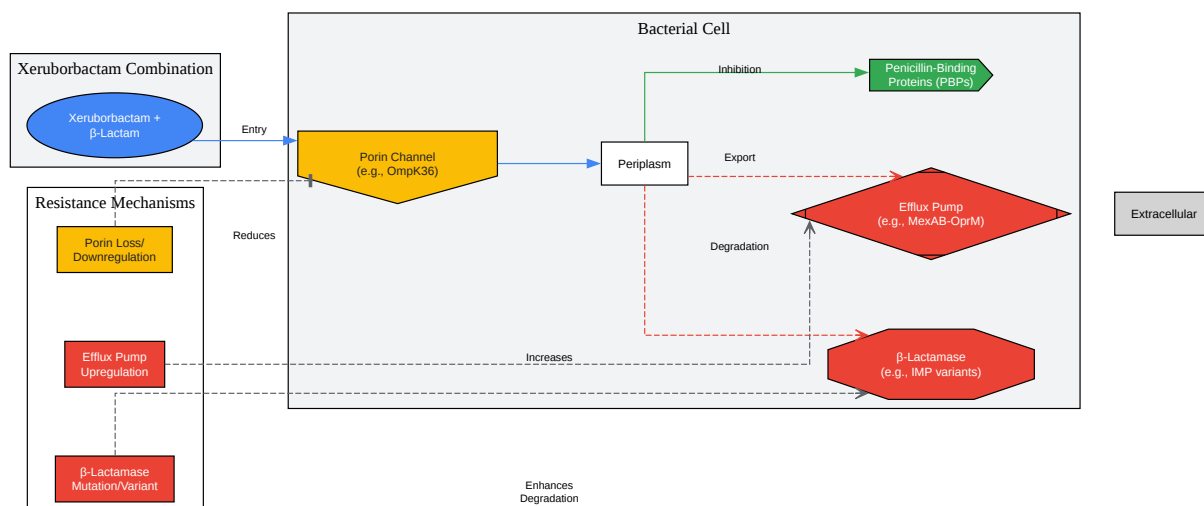 Bacterial Cell
Xeruborbactam Combination
Xeruborbactam +
β-Lactam
Entry
Porin Channel
(e.g., OmpK36)
Periplasm
Inhibition
Penicillin-Binding
Proteins (PBPs)
Export
Efflux Pump
(e.g., MexAB-OprM)
Extracellular
Degradation
Resistance Mechanisms
Porin Loss/
Downregulation
Reduces
Efflux Pump
Upregulation
Increases
β-Lactamase
(e.g., IMP variants)
β-Lactamase
Mutation/Variant
Enhances
Degradation